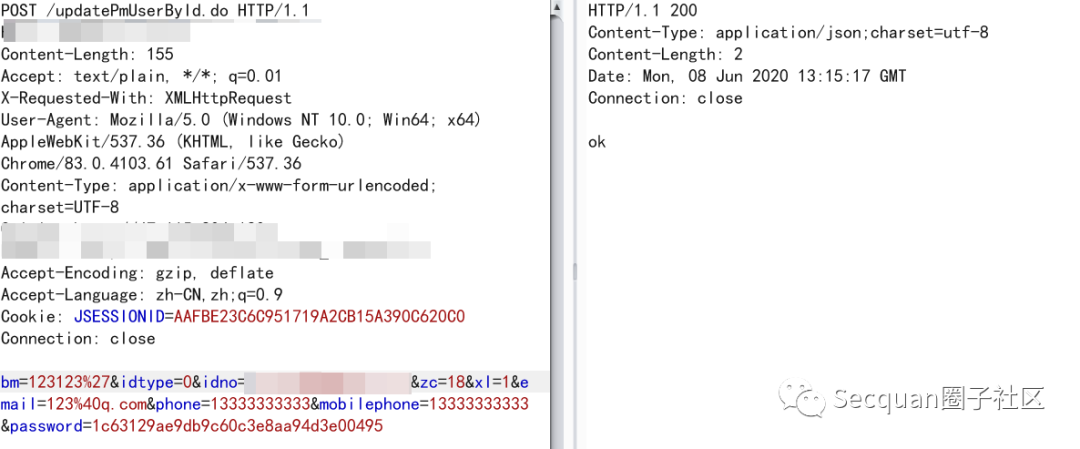 POST /updatePmUserById.do HTTP/1.1
Content-Length: 155
Accept: text/plain, */*; q=0.01
X-Requested-With: XMLHttpRequest
User-Agent: Mozilla/5.0 (Windows NT 10.0; Win64; x64)
AppleWebKit/537.36 (KHTML, like Gecko)
Chrome/83.0.4103.61 Safari/537.36
Content-Type: application/x-www-form-urlencoded;
charset=UTF-8
Accept-Encoding: gzip, deflate
Accept-Language: zh-CN,zh;q=0.9
Cookie: JSESSIONID=AAFBE23C6C951719A2CB15A390C620C0
Connection: close
bm=123123%27&idtype=0&idno=&zc=18&xl=1&e
mail=123%40q.com&phone=13333333333&mobilephone=13333333333
&password=1c63129ae9db9c60c3e8aa94d3e00495
HTTP/1.1 200
Content-Type: application/json;charset=utf-8
Content-Length: 2
Date: Mon, 08 Jun 2020 13:15:17 GMT
Connection: close
ok
Secquan圈子社区